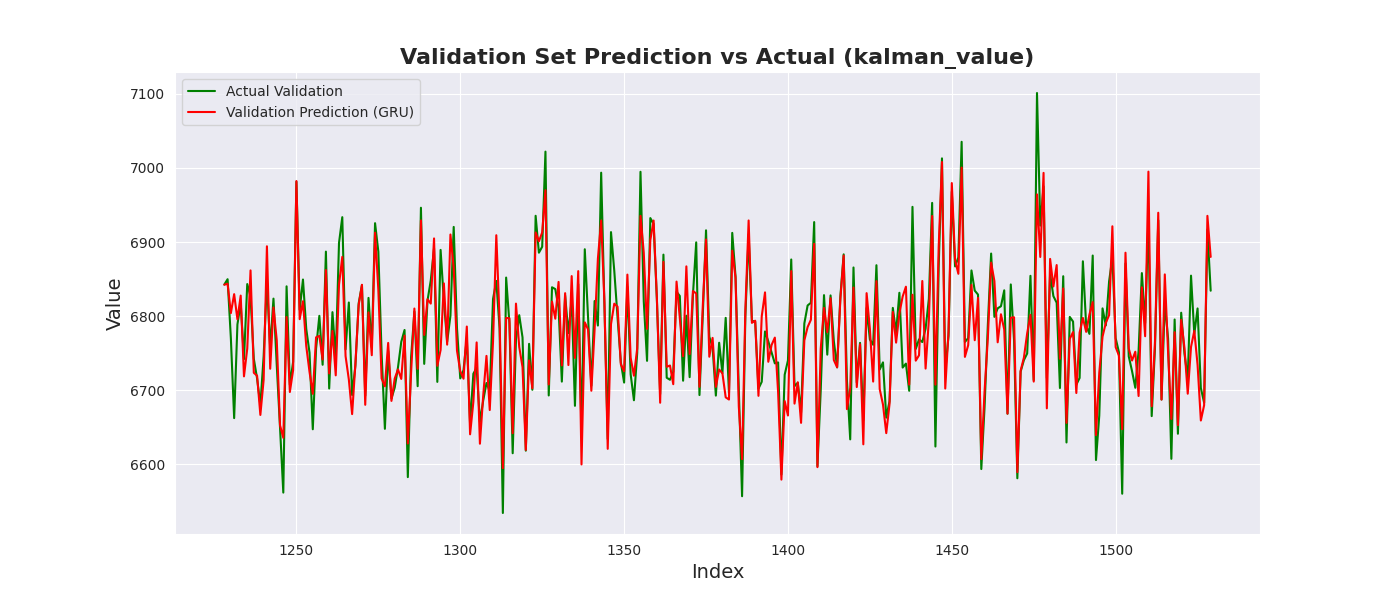 Validation Set Prediction vs Actual (kalman_value)
Actual Validation
Validation Prediction (GRU)
Value
7100
7000
6900
6800
6700
6600
1250 1300 1350 1400 1450 1500
Index